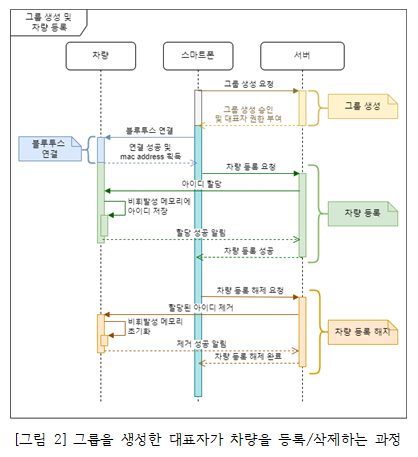 그룹 생성 및
차량 등록
차량
스마트폰
서버
그룹 생성 요청
그룹 생성
그룹 생성 승인
및 대표자 권한 부여
블루투스
연결
블루투스 연결
연결 성공 및
mac address 획득
차량 등록 요청
아이디 할당
비휘발성 메모리에
아이디 저장
차량 등록
할당 성공 알림
차량 등록 성공
차량 등록 해제 요청
할당된 아이디 제거
비휘발성 메모리
초기화
차량 등록 해지
제거 성공 알림
차량 등록 해제 완료
[그림 2] 그룹을 생성한 대표자가 차량을 등록/삭제하는 과정